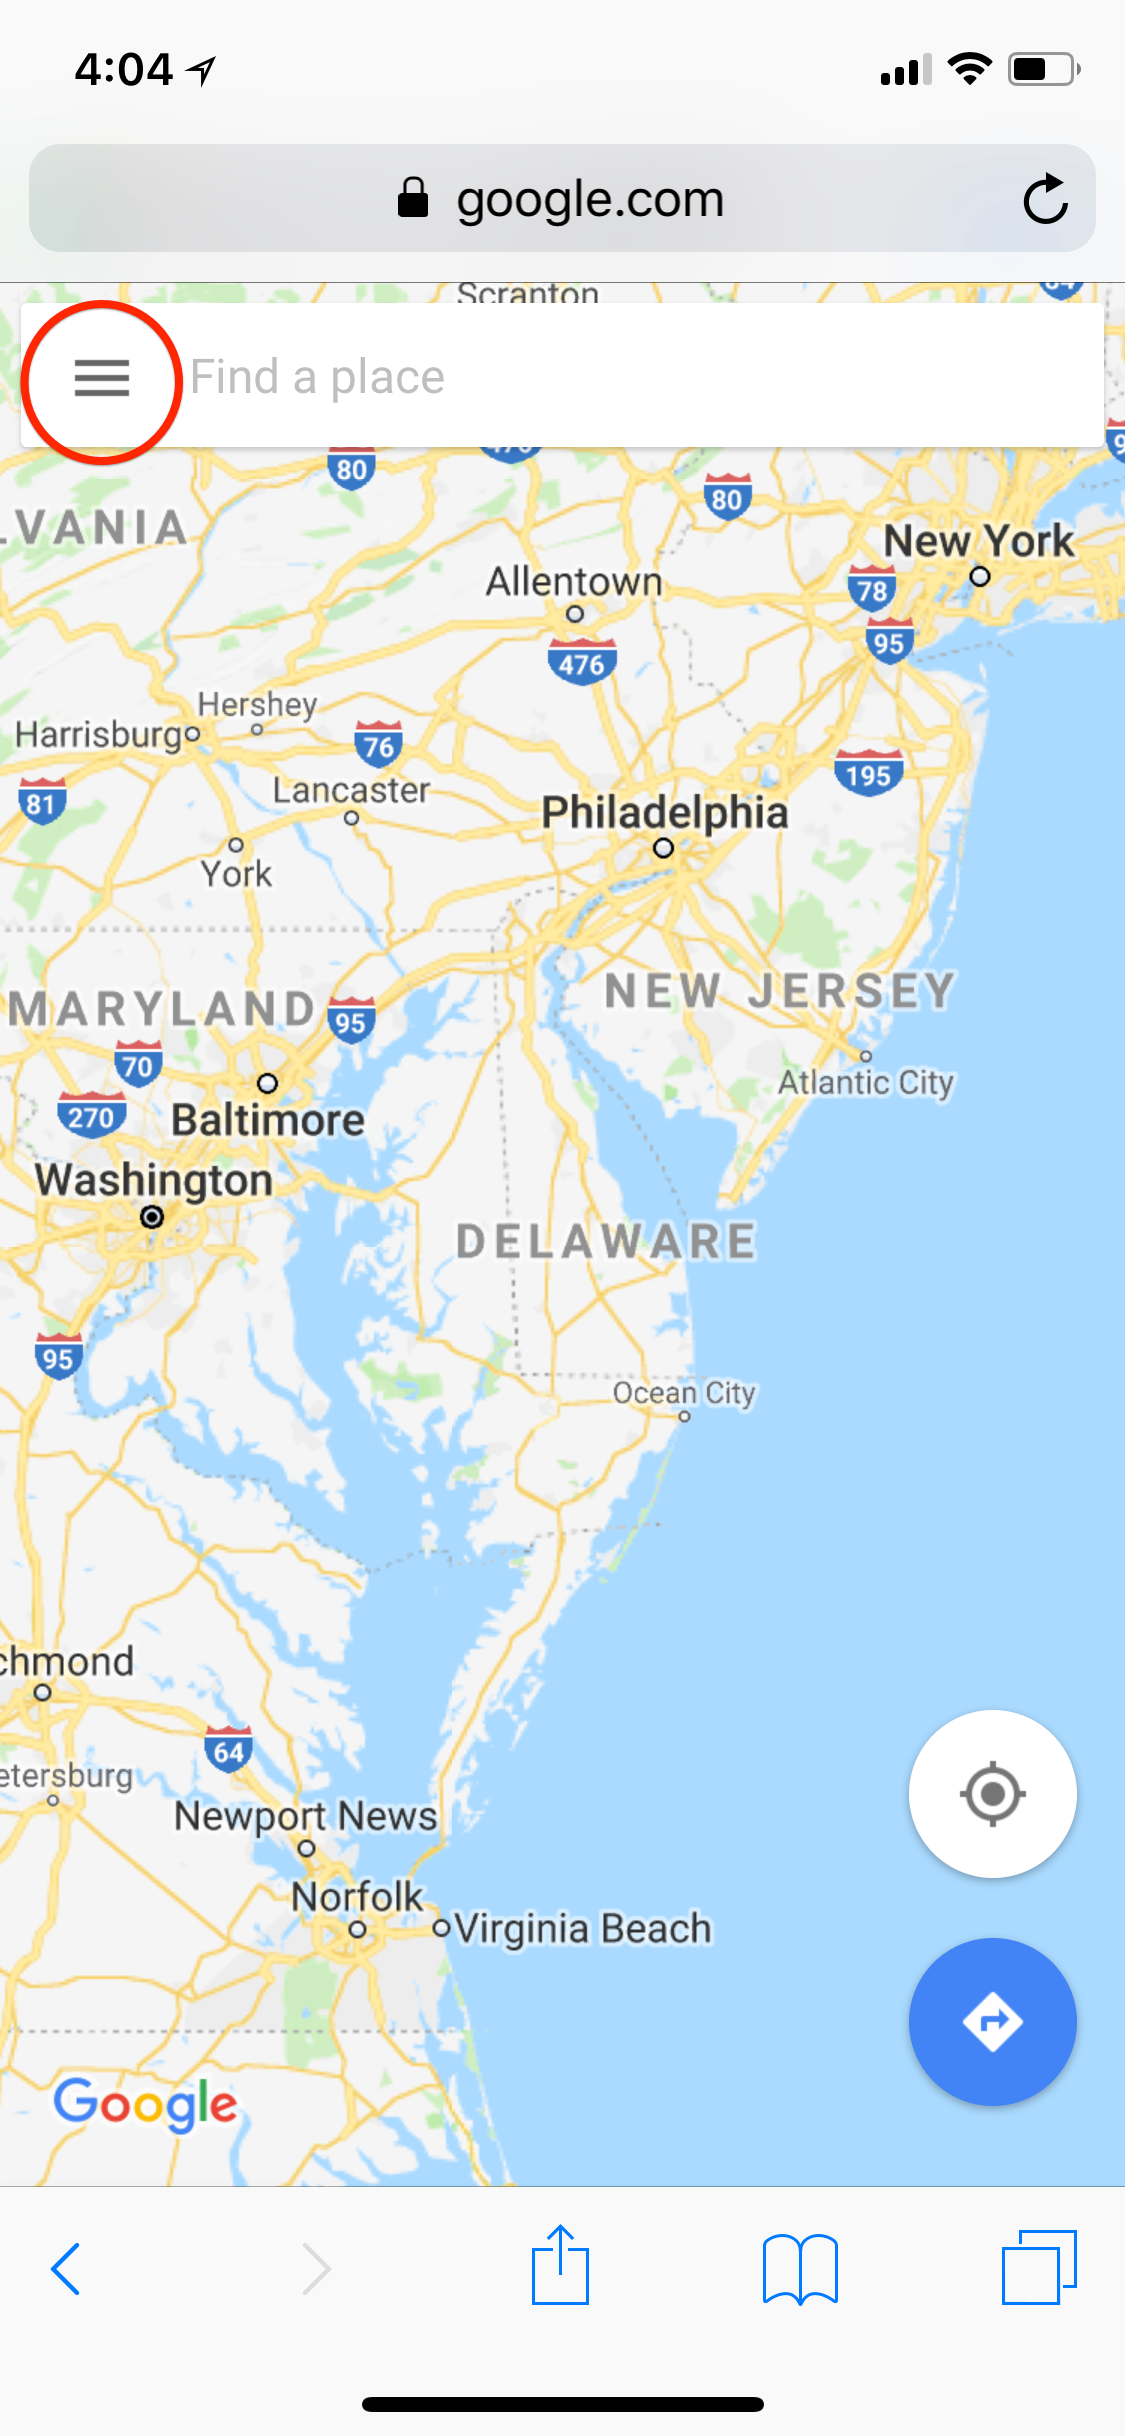 4:04
google.com
Scranton
Find a place
80
80
LVANIA
New York
Allentown
78
95
476
Hershey
Harrisburg
76
195
81
Lancaster
Philadelphia
York
NEW JERSEY
MARYLAND
95
70
Atlantic City
270
Baltimore
Washington
DELAWARE
95
Ocean City
chmond
64
etersburg
Newport News
Norfolk
Virginia Beach
Google